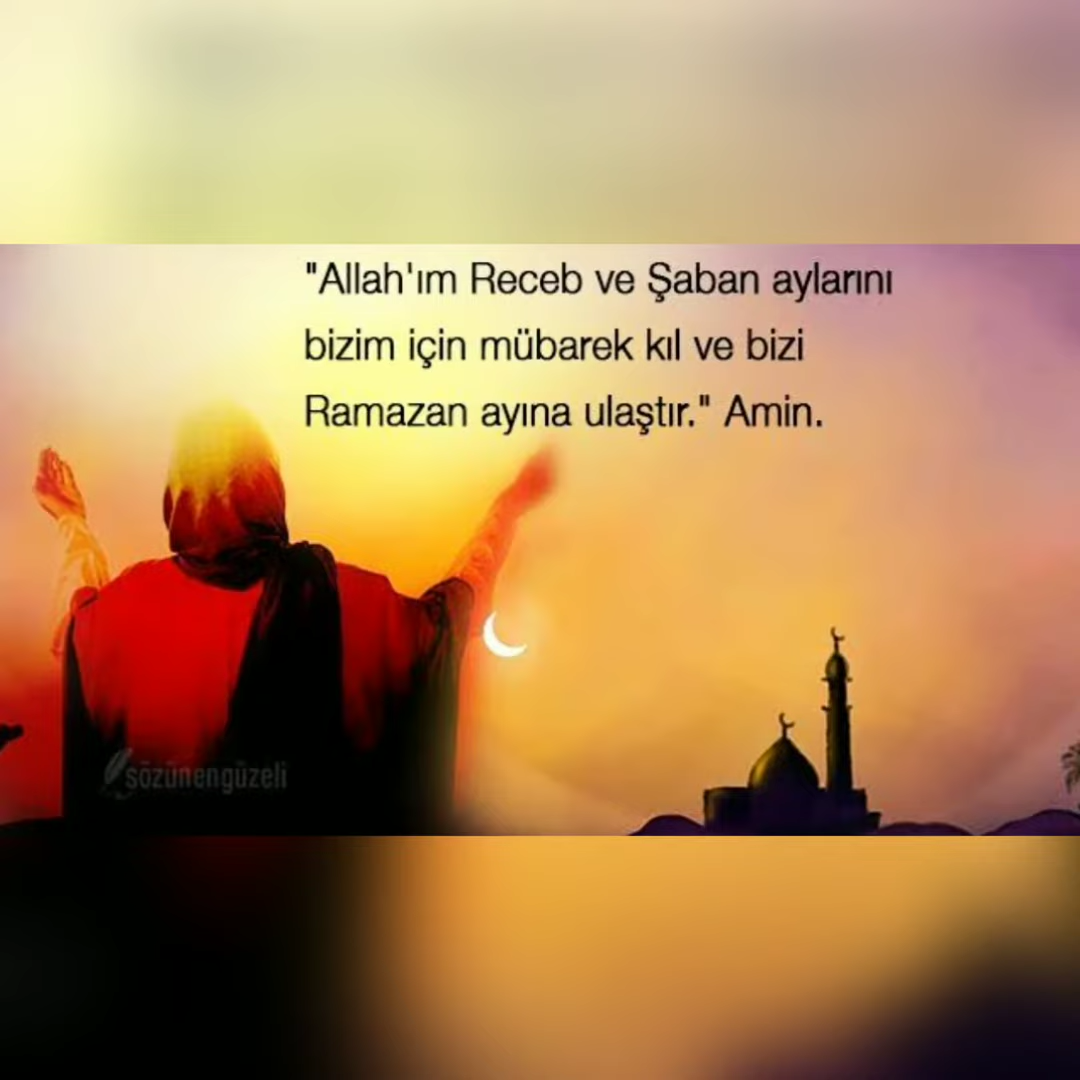 "Allah'ım Receb ve Şaban aylarını
bizim için mübarek kıl ve bizi
Ramazan ayına ulaştır." Amin.
sözünengüzeli